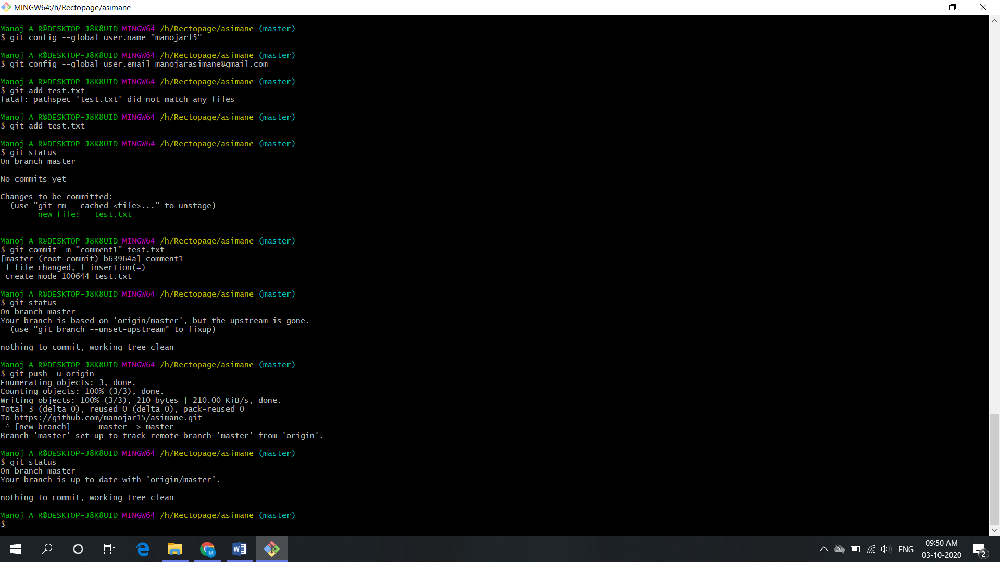 MINGW64:/h/Rectopage/asimane
Manoj A R@DESKTOP-J8K8UID MINGW64 /h/Rectopage/asimane (master)
$ git config --global user.name "manojar15"
Manoj A R@DESKTOP-J8K8UID MINGW64 /h/Rectopage/asimane (master)
$ git config --global user.email manojarasimane@gmail.com
Manoj A R@DESKTOP-J8K8UID MINGW64 /h/Rectopage/asimane (master)
$ git add test.txt
fatal: pathspec 'test.txt' did not match any files
Manoj A R@DESKTOP-J8K8UID MINGW64 /h/Rectopage/asimane (master)
$ git add test.txt
Manoj A R@DESKTOP-J8K8UID MINGW64 /h/Rectopage/asimane (master)
$ git status
On branch master
No commits yet
Changes to be committed:
  (use "git rm --cached <file>..." to unstage)
        new file:   test.txt
Manoj A R@DESKTOP-J8K8UID MINGW64 /h/Rectopage/asimane (master)
$ git commit -m "comment1" test.txt
[master (root-commit) b63964a] comment1
 1 file changed, 1 insertion(+)
 create mode 100644 test.txt
Manoj A R@DESKTOP-J8K8UID MINGW64 /h/Rectopage/asimane (master)
$ git status
On branch master
Your branch is based on 'origin/master', but the upstream is gone.
  (use "git branch --unset-upstream" to fixup)
nothing to commit, working tree clean
Manoj A R@DESKTOP-J8K8UID MINGW64 /h/Rectopage/asimane (master)
$ git push -u origin
Enumerating objects: 3, done.
Counting objects: 100% (3/3), done.
Writing objects: 100% (3/3), 210 bytes | 210.00 KiB/s, done.
Total 3 (delta 0), reused 0 (delta 0), pack-reused 0
To https://github.com/manojar15/asimane.git
 * [new branch]      master -> master
Branch 'master' set up to track remote branch 'master' from 'origin'.
Manoj A R@DESKTOP-J8K8UID MINGW64 /h/Rectopage/asimane (master)
$ git status
On branch master
Your branch is up to date with 'origin/master'.
nothing to commit, working tree clean
Manoj A R@DESKTOP-J8K8UID MINGW64 /h/Rectopage/asimane (master)
$
M
W
ENG
09:50 AM
03-10-2020
2